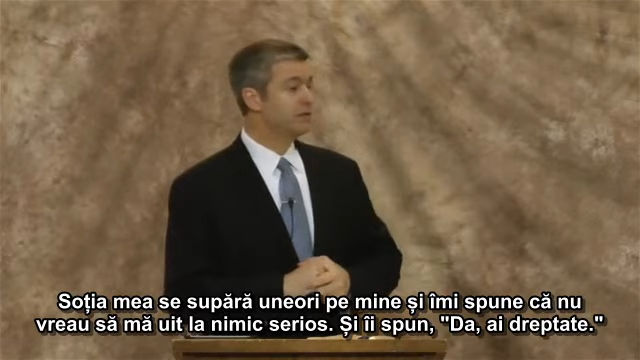 Soția mea se supără uneori pe mine și îmi spune că nu
vreau să mă uit la nimic serios. Și îi spun, "Da, ai dreptate."